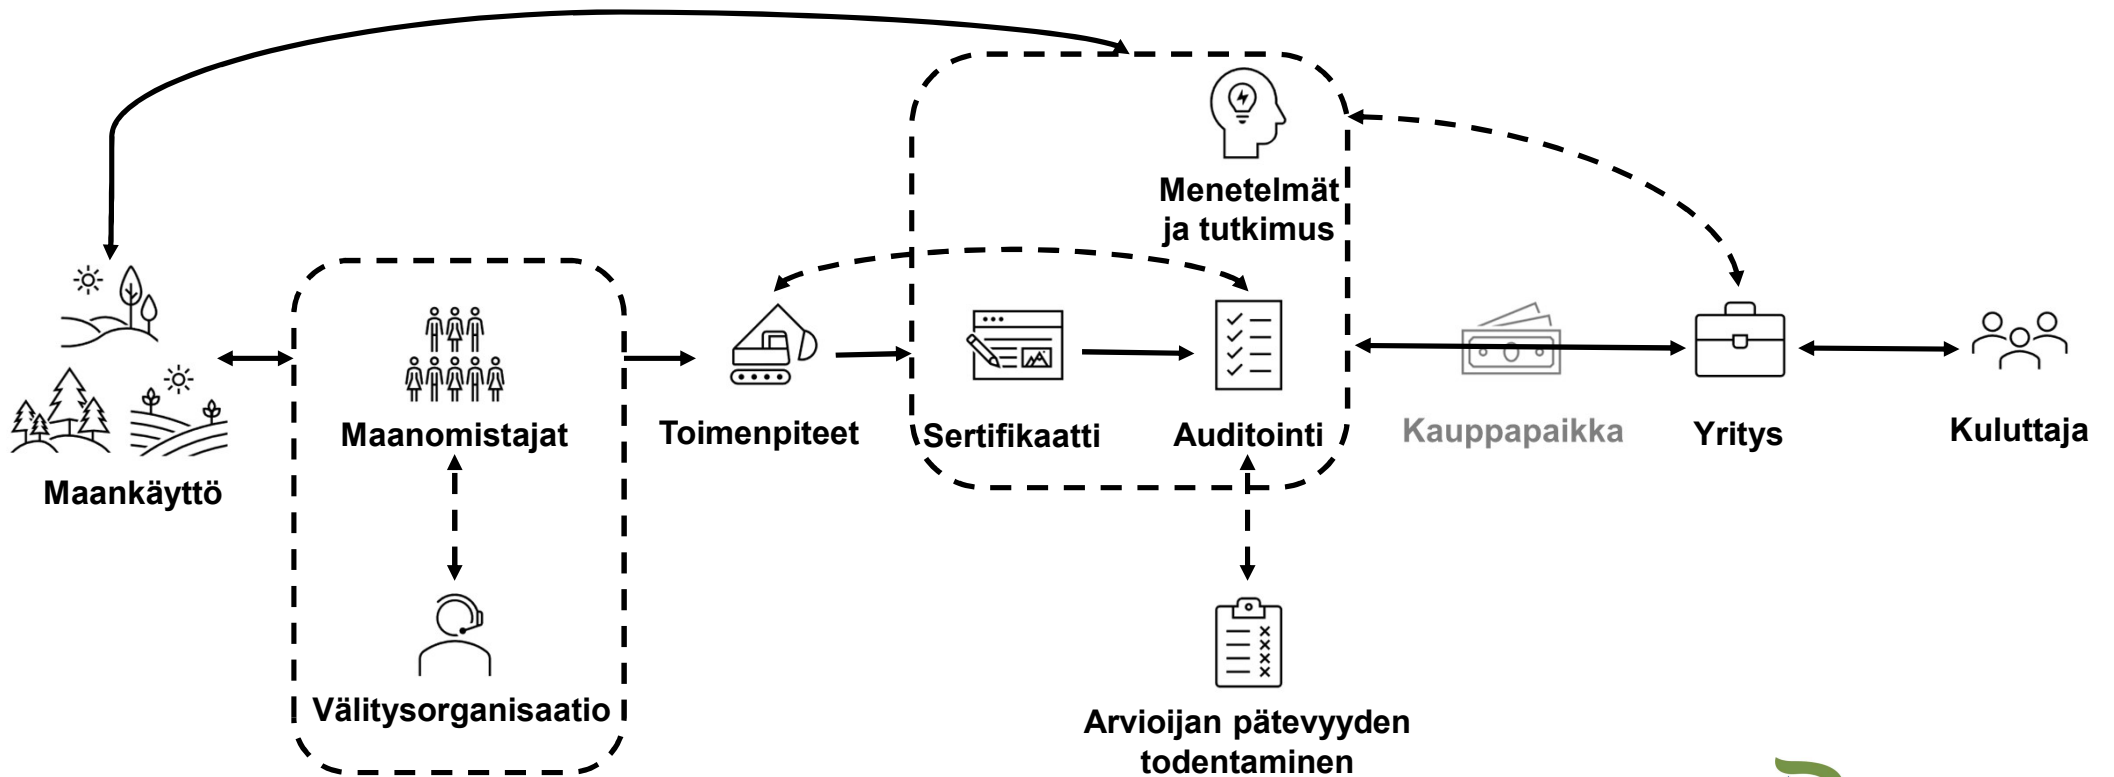 Menetelmät
ja tutkimus
Maankäyttö
Maanomistajat
Välitysorganisaatio
Toimenpiteet
Sertifikaatti
Auditointi
Arvioijan pätevyyden
todentaminen
Kauppapaikka
Yritys
Kuluttaja